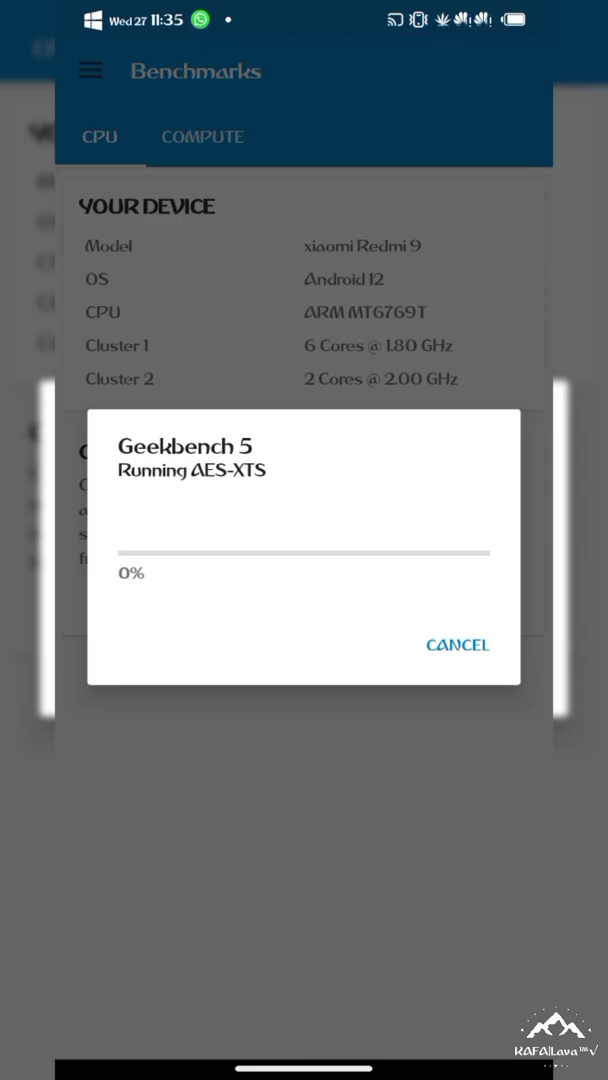 Wed 27 11:35
Benchmarks
CPU COMPUTE
YOUR DEVICE
Model xiaomi Redmi 9
OS Android 12
CPU ARM MT6769T
Cluster 1 6 Cores @ 1.80 GHz
Cluster 2 2 Cores @ 2.00 GHz
Geekbench 5
Running AES-XTS
0%
CANCEL
KAFA|Lava™√